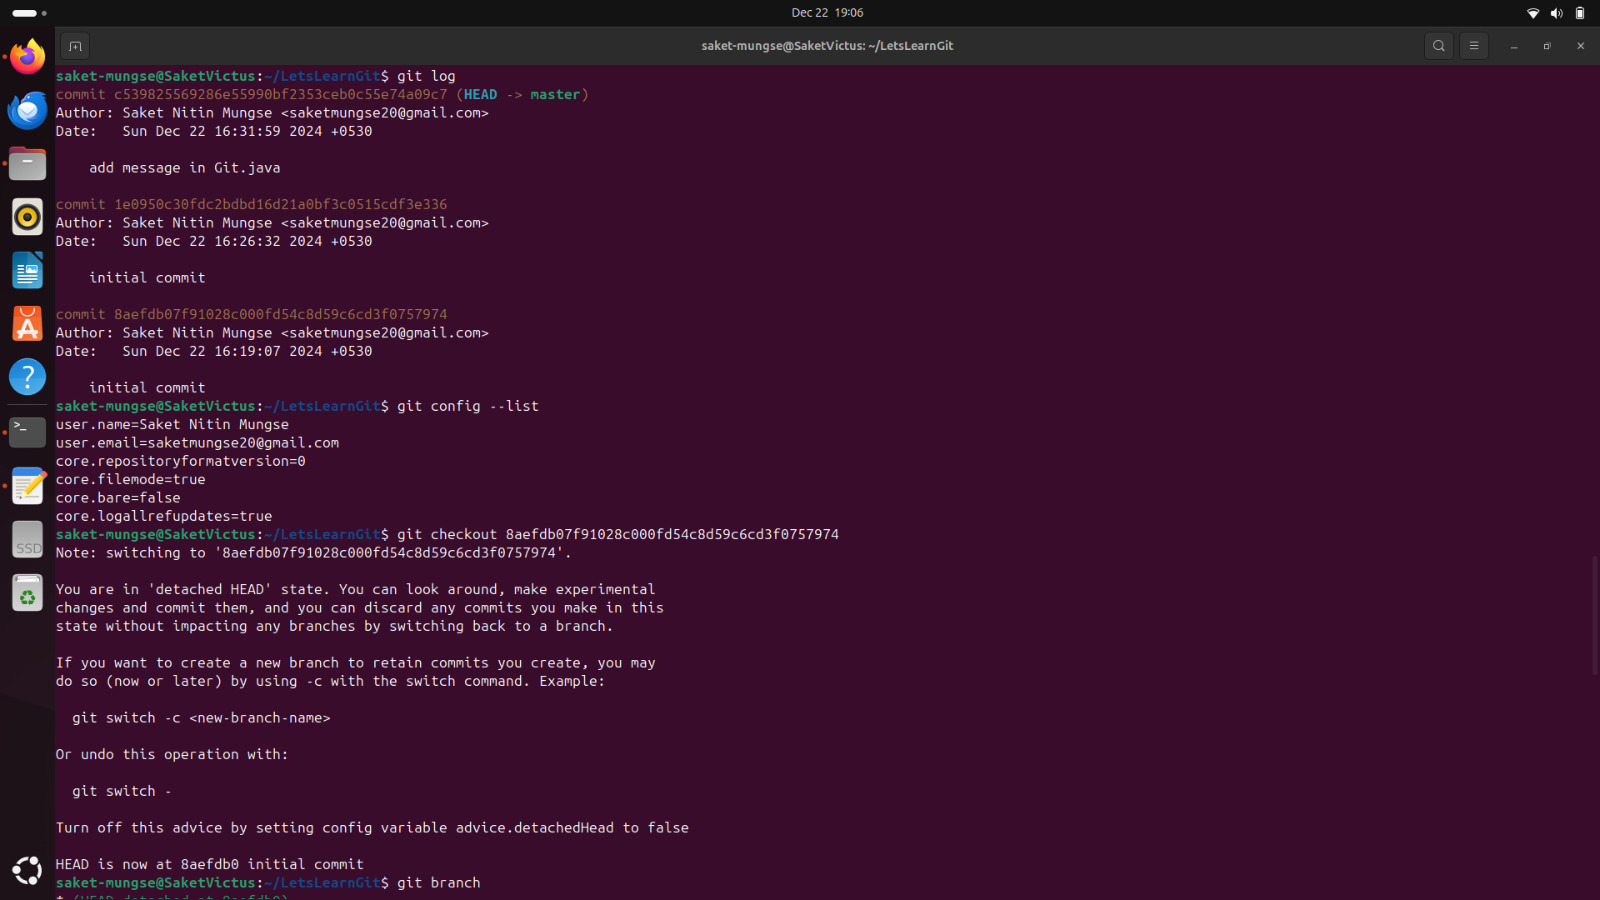 Dec 22 19:06
saket-mungse@SaketVictus: ~/LetsLearnGit
saket-mungse@SaketVictus:~/LetsLearnGit$ git log
commit c539825569286e55990bf2353ceb0c55e74a09c7 (HEAD -> master)
Author: Saket Nitin Mungse <saketmungse20@gmail.com>
Date:   Sun Dec 22 16:31:59 2024 +0530
    add message in Git.java
commit 1e0950c30fdc2bdbd16d21a0bf3c0515cdf3e336
Author: Saket Nitin Mungse <saketmungse20@gmail.com>
Date:   Sun Dec 22 16:26:32 2024 +0530
    initial commit
commit 8aefdb07f91028c000fd54c8d59c6cd3f0757974
Author: Saket Nitin Mungse <saketmungse20@gmail.com>
Date:   Sun Dec 22 16:19:07 2024 +0530
    initial commit
saket-mungse@SaketVictus:~/LetsLearnGit$ git config --list
user.name=Saket Nitin Mungse
user.email=saketmungse20@gmail.com
core.repositoryformatversion=0
core.filemode=true
core.bare=false
core.logallrefupdates=true
saket-mungse@SaketVictus:~/LetsLearnGit$ git checkout 8aefdb07f91028c000fd54c8d59c6cd3f0757974
Note: switching to '8aefdb07f91028c000fd54c8d59c6cd3f0757974'.
You are in 'detached HEAD' state. You can look around, make experimental
changes and commit them, and you can discard any commits you make in this
state without impacting any branches by switching back to a branch.
If you want to create a new branch to retain commits you create, you may
do so (now or later) by using -c with the switch command. Example:
  git switch -c <new-branch-name>
Or undo this operation with:
  git switch -
Turn off this advice by setting config variable advice.detachedHead to false
HEAD is now at 8aefdb0 initial commit
saket-mungse@SaketVictus:~/LetsLearnGit$ git branch
* (HEAD detached at 8aefdb0)
SSD